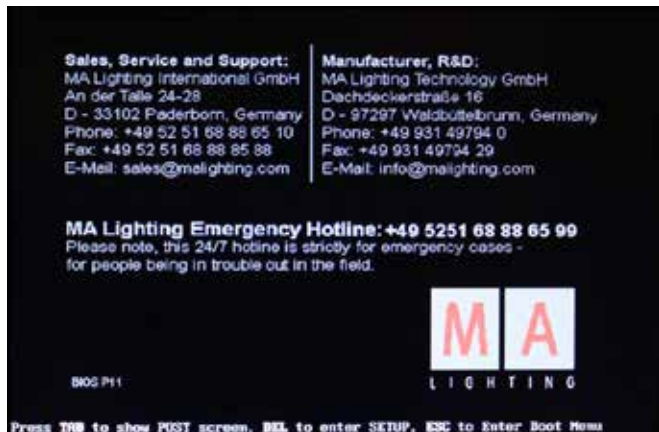 Sales, Service and Support:
MA Lighting International GmbH
An der Talle 24-28
D - 33102 Paderborn, Germany
Phone: +49 52 51 68 88 65 10
Fax: +49 52 51 68 88 85 88
E-Mail: sales@malighting.com
Manufacturer, R&D:
MA Lighting Technology GmbH
Dachdeckerstraße 16
D - 97297 Waldbüttelbrunn, Germany
Phone: +49 931 49794 0
Fax: +49 931 49794 29
E-Mail: info@malighting.com
MA Lighting Emergency Hotline: +49 5251 68 88 65 99
Please note, this 24/7 hotline is strictly for emergency cases -
for people being in trouble out in the field.
MA
LIGHTING
BIOS P11
Press TAB to show POST screen, DEL to enter SETUP, ESC to Enter Boot Menu